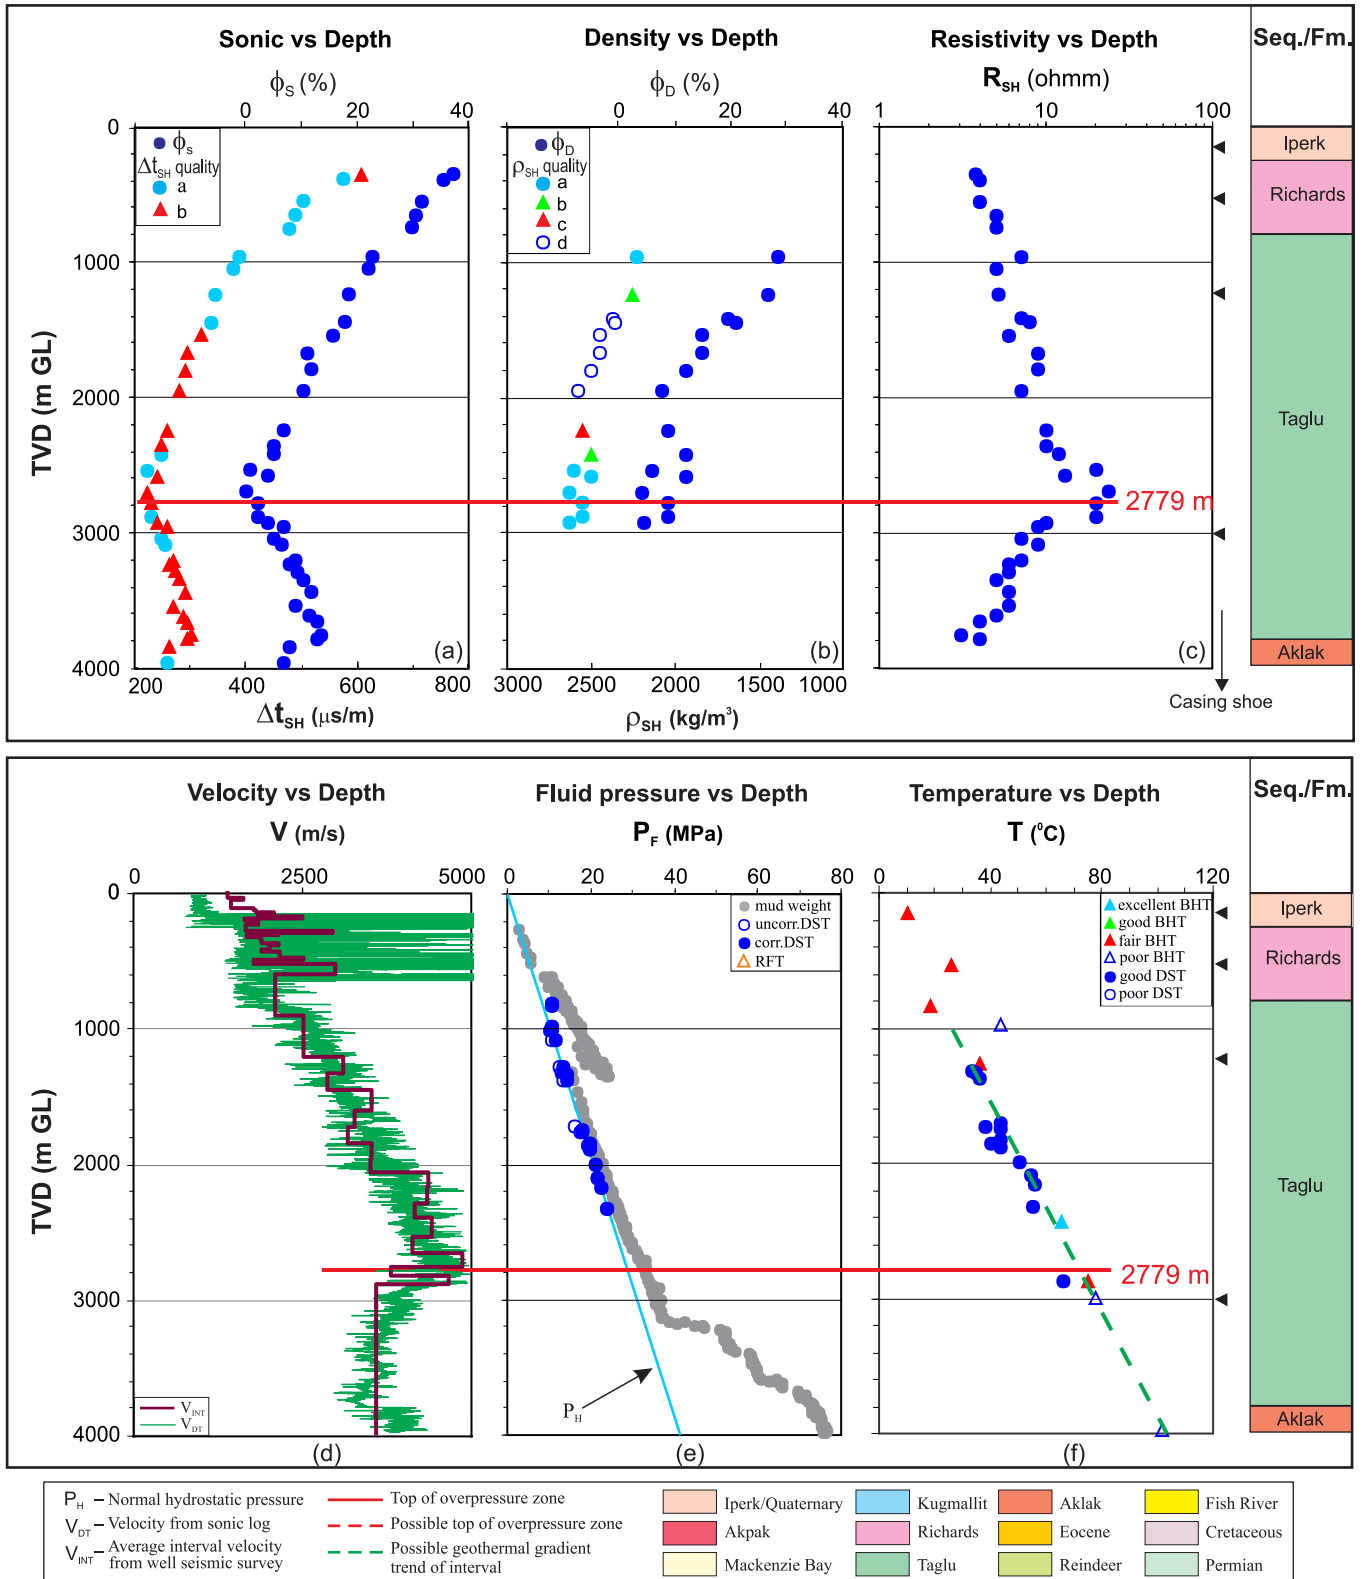 Sonic vs Depth
Density vs Depth
Resistivity vs Depth
Seq./Fm.
ϕS (%)
ϕD (%)
RSH (ohmm)
0 20 40
0 20 40
1 10 100
0
1000
2000
3000
4000
TVD (m GL)
ϕs
ΔtSH quality
a
b
ϕD
ρSH quality
a
b
c
d
Iperk
Richards
Taglu
Aklak
2779 m
(a)
(b)
(c)
200 400 600 800
3000 2500 2000 1500 1000
ΔtSH (μs/m)
ρSH (kg/m³)
Casing shoe
Velocity vs Depth
Fluid pressure vs Depth
Temperature vs Depth
Seq./Fm.
V (m/s)
PF (MPa)
T (⁰C)
0 2500 5000
0 20 40 60 80
0 40 80 120
0
1000
2000
3000
4000
TVD (m GL)
mud weight
uncorr.DST
corr.DST
RFT
excellent BHT
good BHT
fair BHT
poor BHT
good DST
poor DST
Iperk
Richards
Taglu
Aklak
2779 m
PH
VINT
VDT
(d)
(e)
(f)
PH – Normal hydrostatic pressure
VDT – Velocity from sonic log
VINT – Average interval velocity
from well seismic survey
Top of overpressure zone
Possible top of overpressure zone
Possible geothermal gradient
trend of interval
Iperk/Quaternary
Kugmallit
Aklak
Fish River
Akpak
Richards
Eocene
Cretaceous
Mackenzie Bay
Taglu
Reindeer
Permian